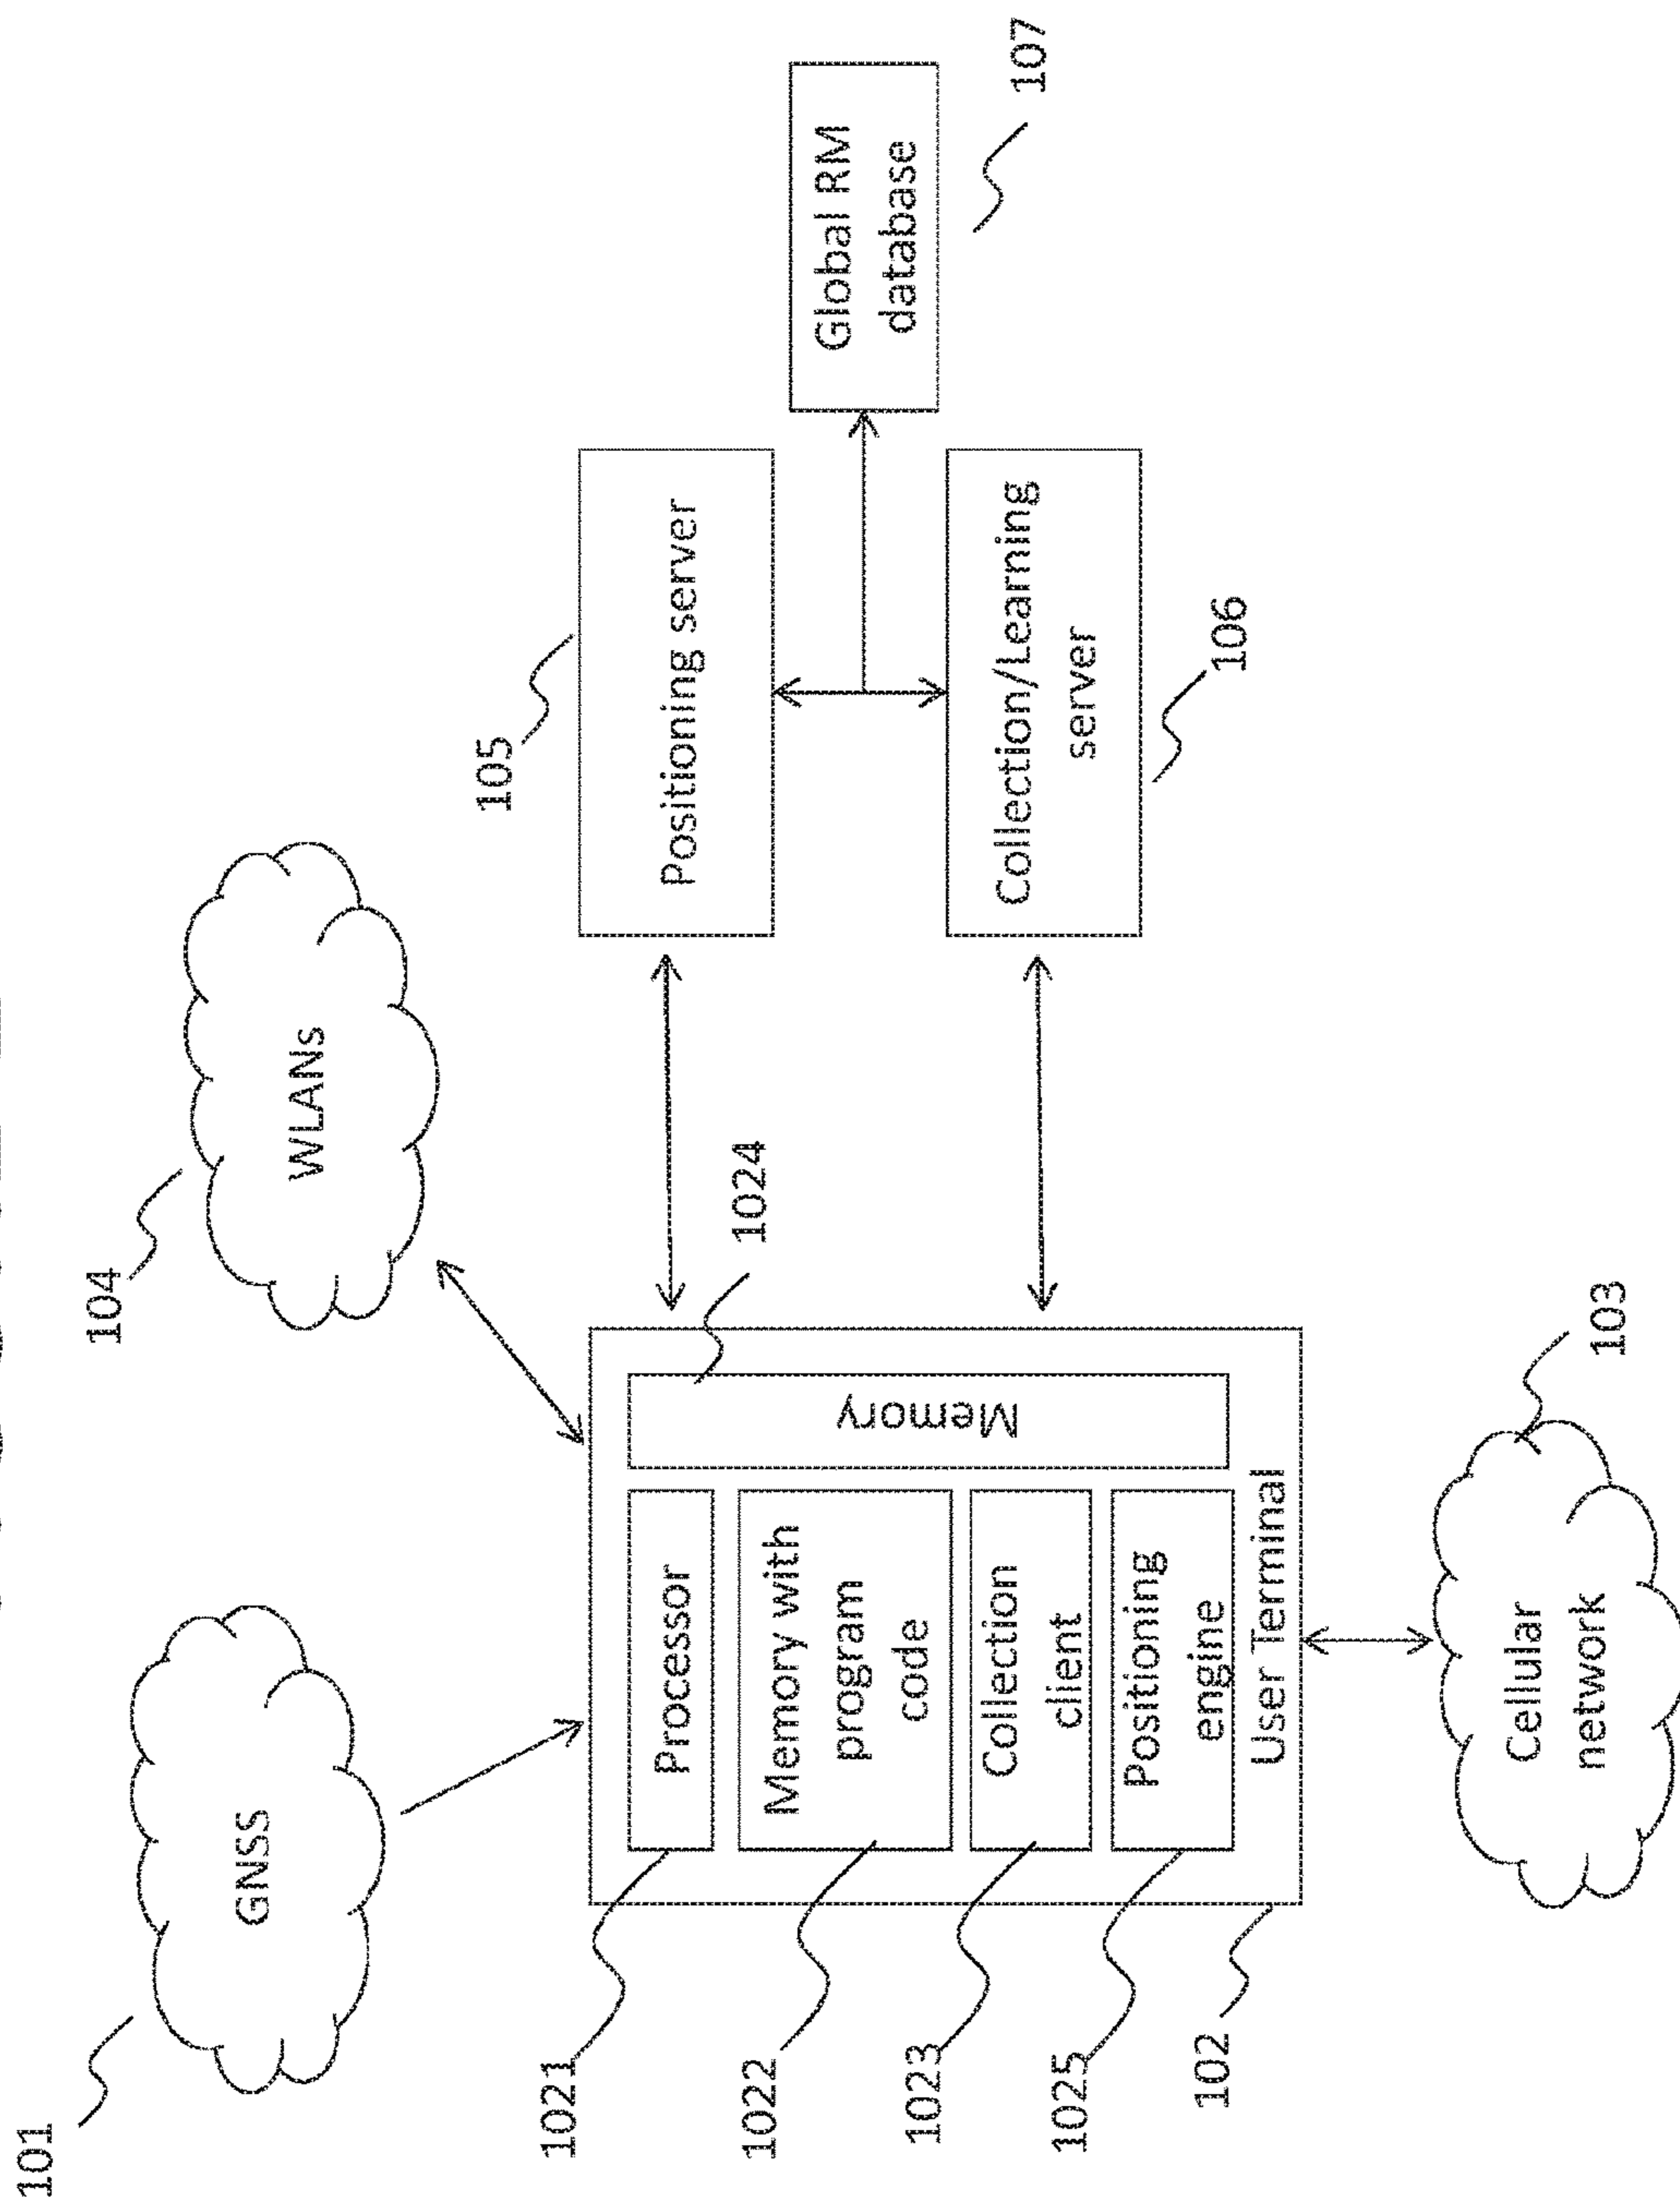 101
GNSS
104
WLANs
1021
Processor
1022
Memory with
program
code
1023
Collection
client
1025
Positioning
engine
102
User Terminal
Memory
1024
105
Positioning server
Collection/Learning
server
106
Global RM
database
107
Cellular
network
103